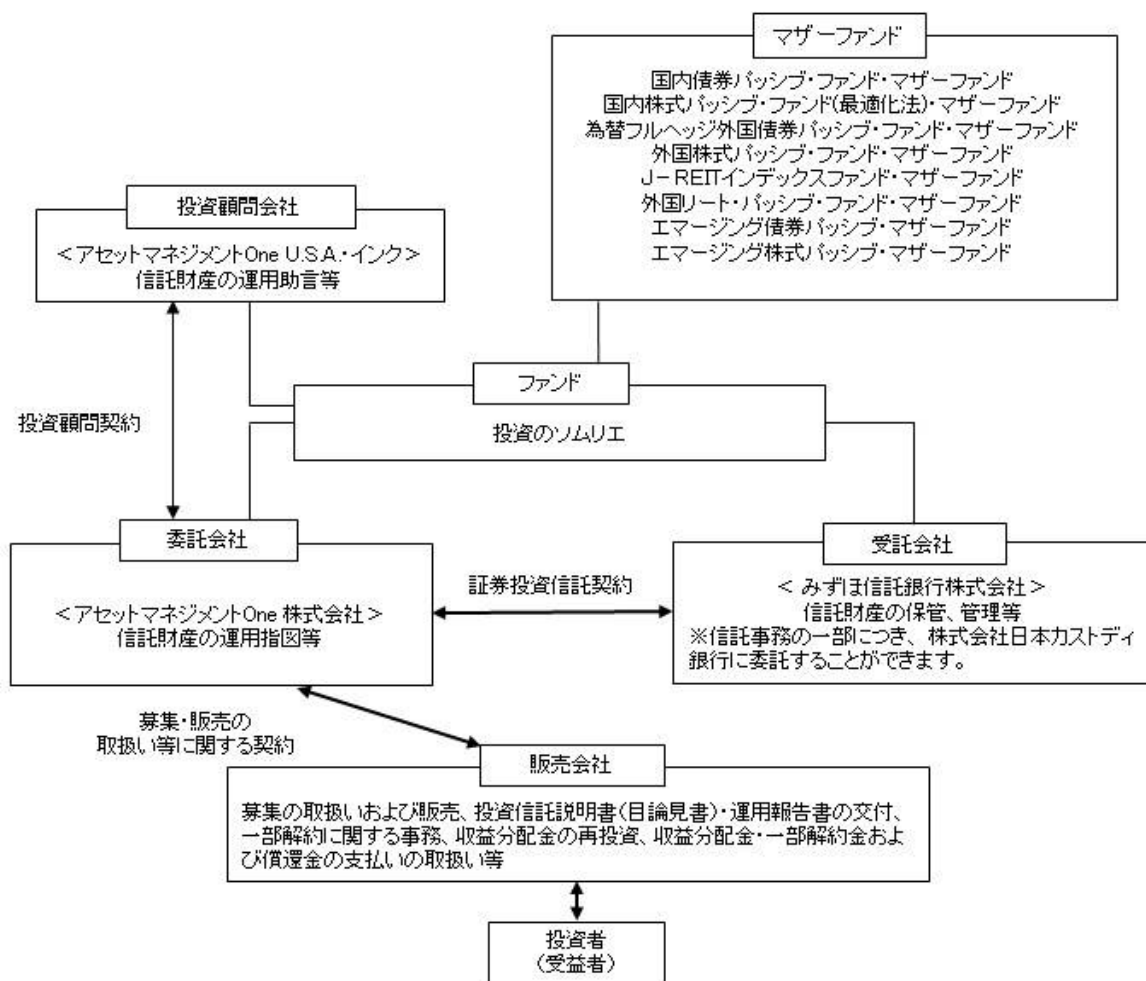 マザーファンド
国内債券パッシブ・ファンド・マザーファンド
国内株式パッシブ・ファンド(最適化法)・マザーファンド
為替フルヘッジ外国債券パッシブ・ファンド・マザーファンド
外国株式パッシブ・ファンド・マザーファンド
J-REITインデックスファンド・マザーファンド
外国リート・パッシブ・ファンド・マザーファンド
エマージング債券パッシブ・マザーファンド
エマージング株式パッシブ・マザーファンド
投資顧問会社
<アセットマネジメントOne U.S.A.・インク>
信託財産の運用助言等
ファンド
投資のソムリエ
投資顧問契約
委託会社
<アセットマネジメントOne 株式会社>
信託財産の運用指図等
証券投資信託契約
受託会社
< みずほ信託銀行株式会社>
信託財産の保管、管理等
※信託事務の一部につき、株式会社日本カストディ
銀行に委託することができます。
募集・販売の
取扱い等に関する契約
販売会社
募集の取扱いおよび販売、投資信託説明書(目論見書)・運用報告書の交付、
一部解約に関する事務、収益分配金の再投資、収益分配金・一部解約金およ
び償還金の支払いの取扱い等
投資者
(受益者)